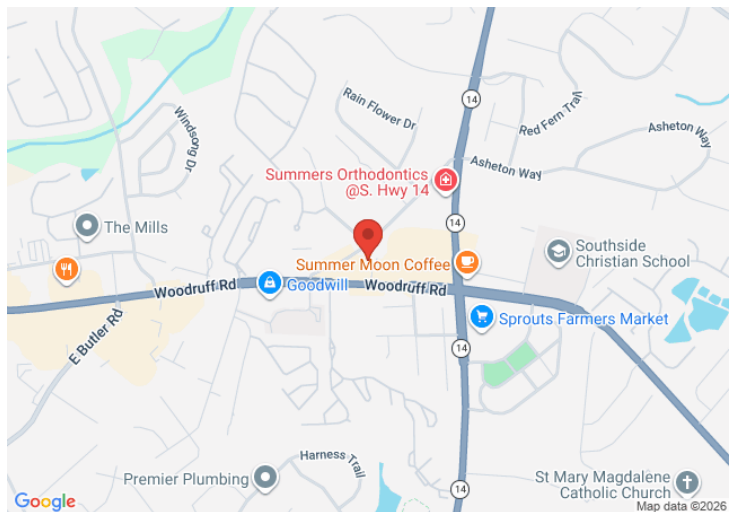 14
Rain Flower Dr
Windsong Dr
Red Fern Trail
Asheton Way
Summers Orthodontics
@S. Hwy 14
Asheton Way
14
The Mills
Southside
Christian School
Summer Moon Coffee
Woodruff Rd
Goodwill
Woodruff Rd
E Butler Rd
Sprouts Farmers Market
14
Harness Trail
Premier Plumbing
St Mary Magdalene
Catholic Church
14
Google
Map data ©2026